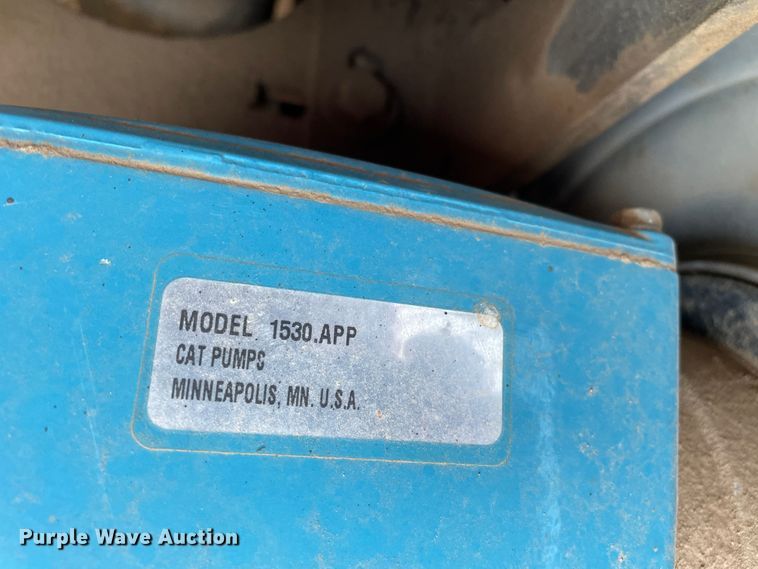 MODEL 1530.APP
CAT PUMPS
MINNEAPOLIS, MN. U.S.A.
Purple Wave Auction®